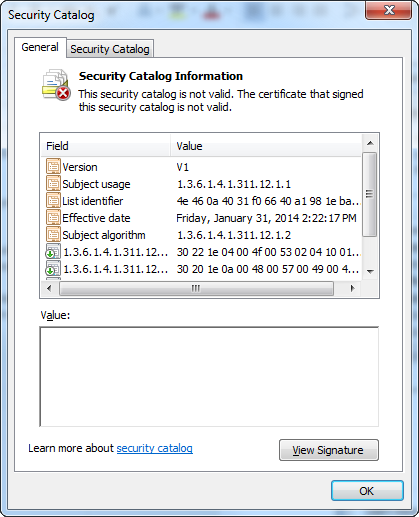 Security Catalog
General Security Catalog
Security Catalog Information
This security catalog is not valid. The certificate that signed
this security catalog is not valid.
Field Value
Version V1
Subject usage 1.3.6.1.4.1.311.12.1.1
List identifier 4e 46 0a 40 31 f0 66 40 a1 98 1e ba...
Effective date Friday, January 31, 2014 2:22:17 PM
Subject algorithm 1.3.6.1.4.1.311.12.1.2
1.3.6.1.4.1.311.12... 30 22 1e 04 00 4f 00 53 02 04 10 01...
1.3.6.1.4.1.311.12... 30 20 1e 0a 00 48 00 57 00 49 00 4...
Value:
Learn more about security catalog
View Signature
OK